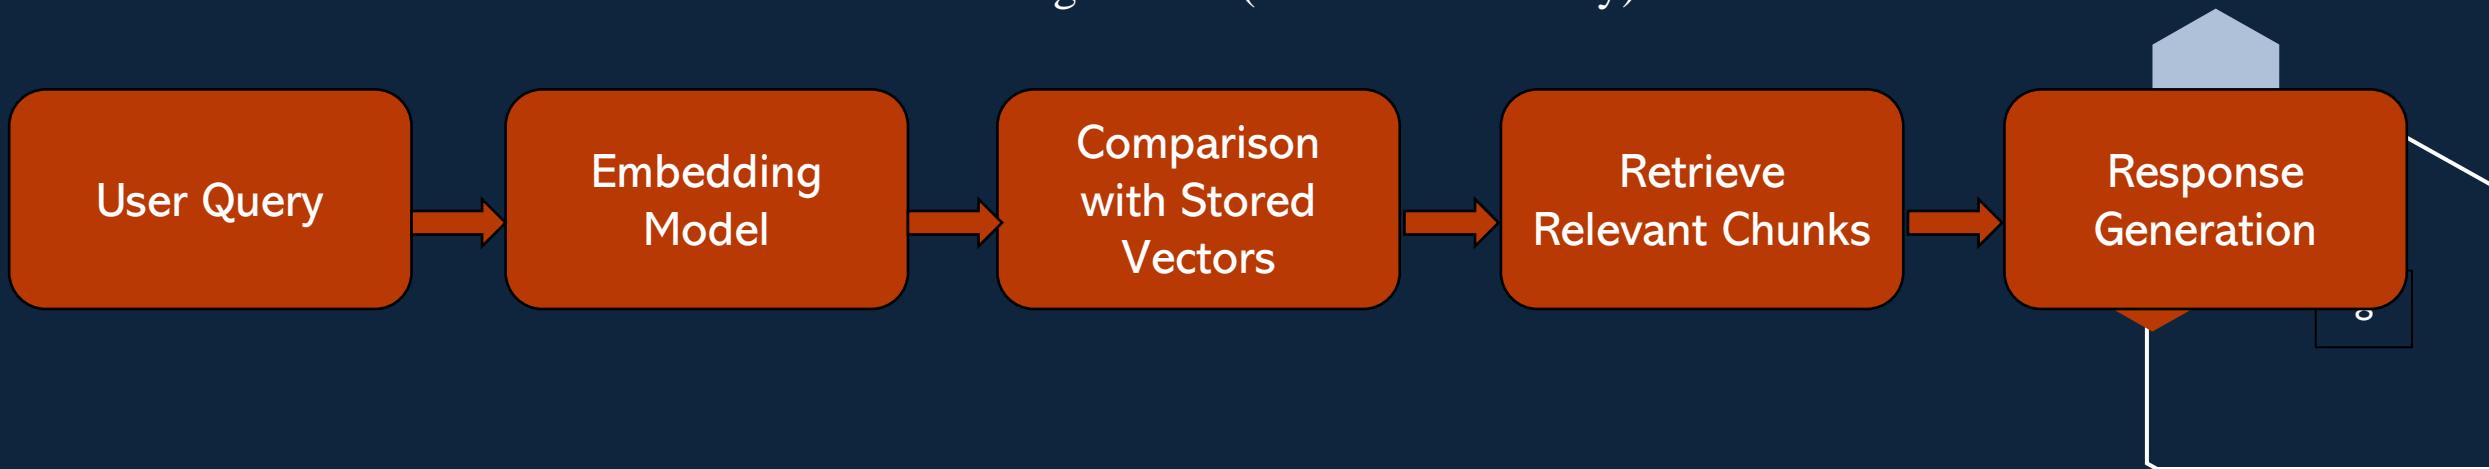 User Query
Embedding
Model
Comparison
with Stored
Vectors
Retrieve
Relevant Chunks
Response
Generation